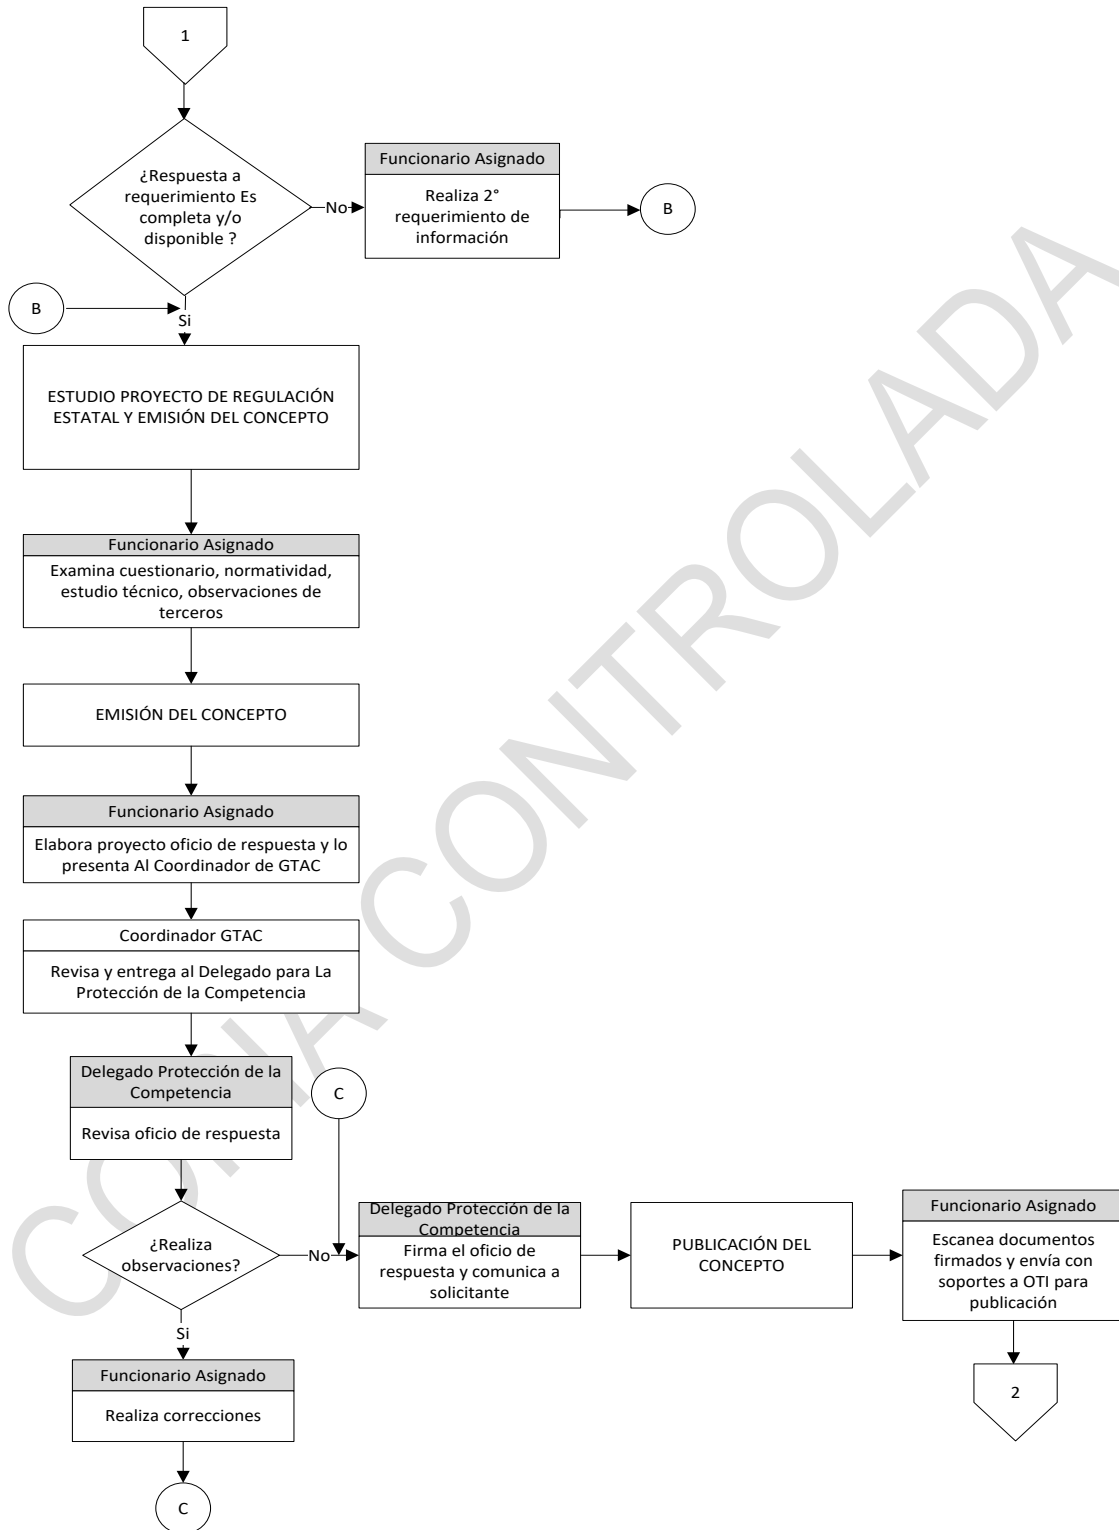 1
¿Respuesta a
requerimiento Es
completa y/o
disponible ?
No
Funcionario Asignado
Realiza 2°
requerimiento de
información
B
B
Si
ESTUDIO PROYECTO DE REGULACIÓN
ESTATAL Y EMISIÓN DEL CONCEPTO
Funcionario Asignado
Examina cuestionario, normatividad,
estudio técnico, observaciones de
terceros
EMISIÓN DEL CONCEPTO
Funcionario Asignado
Elabora proyecto oficio de respuesta y lo
presenta Al Coordinador de GTAC
Coordinador GTAC
Revisa y entrega al Delegado para La
Protección de la Competencia
Delegado Protección de la
Competencia
Revisa oficio de respuesta
C
¿Realiza
observaciones?
No
Delegado Protección de la
Competencia
Firma el oficio de
respuesta y comunica a
solicitante
PUBLICACIÓN DEL
CONCEPTO
Funcionario Asignado
Escanea documentos
firmados y envía con
soportes a OTI para
publicación
2
Si
Funcionario Asignado
Realiza correcciones
C
COPIA CONTROLADA